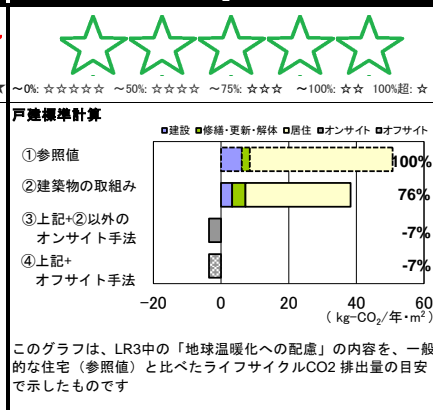 ～0%: ☆☆☆☆☆ ～50%: ☆☆☆☆ ～75%: ☆☆☆ ～100%: ☆☆ 100%超: ☆
戸建標準計算
建設 修繕・更新・解体 居住 オンサイト オフサイト
①参照値 100%
②建築物の取組み 76%
③上記+②以外の
オンサイト手法 -7%
④上記+
オフサイト手法 -7%
-20 0 20 40 60
( kg-CO₂/年・m² )
このグラフは、LR3中の「地球温暖化への配慮」の内容を、一般
的な住宅（参照値）と比べたライフサイクルCO2 排出量の目安
で示したものです